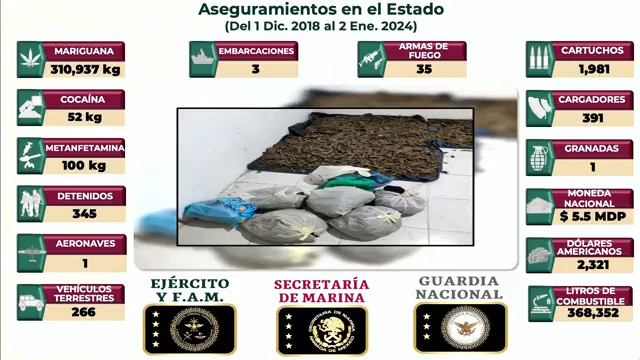 Aseguramientos en el Estado
(Del 1 Dic. 2018 al 2 Ene. 2024)
MARIGUANA
310,937 kg
COCAÍNA
52 kg
METANFETAMINA
100 kg
DETENIDOS
345
AERONAVES
1
VEHÍCULOS
TERRESTRES
266
EMBARCACIONES
3
ARMAS DE
FUEGO
35
CARTUCHOS
1,981
CARGADORES
391
GRANADAS
1
MONEDA
NACIONAL
$ 5.5 MDP
DÓLARES
AMERICANOS
2,321
LITROS DE
COMBUSTIBLE
368,352
EJÉRCITO
Y F.A.M.
SECRETARÍA
DE MARINA
GUARDIA
NACIONAL